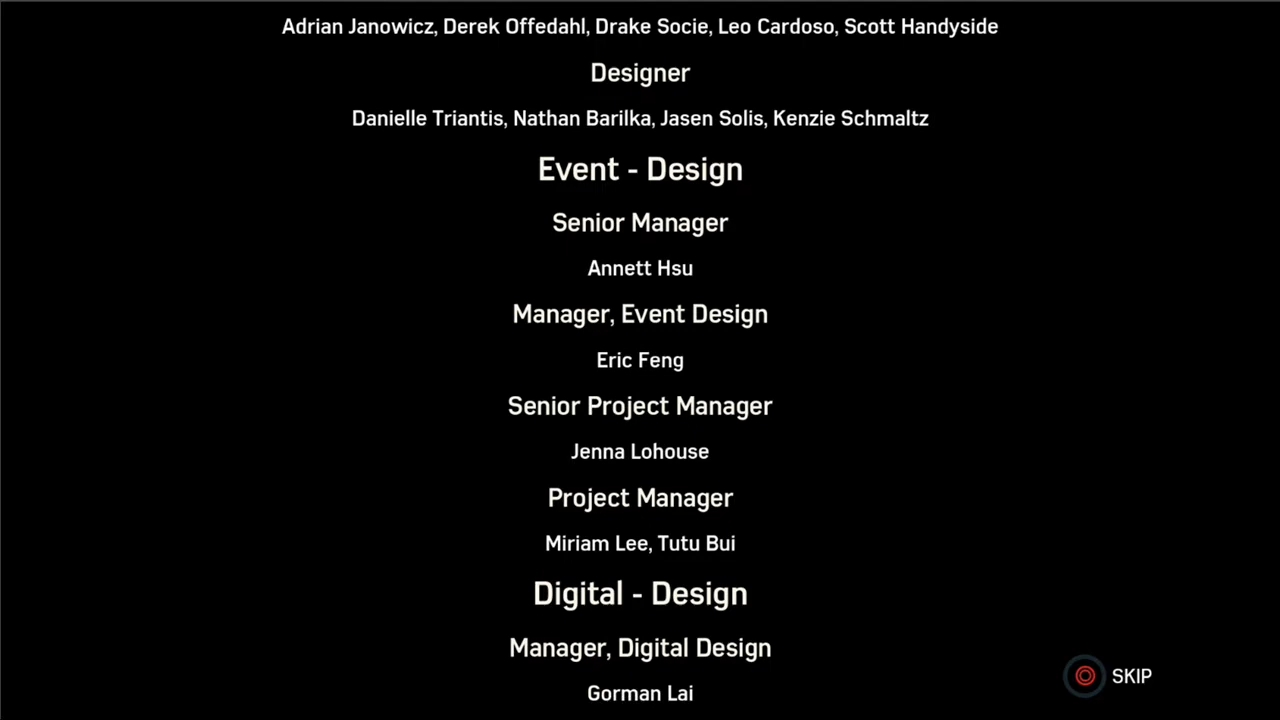 Adrian Janowicz, Derek Offedahl, Drake Socie, Leo Cardoso, Scott Handyside
Designer
Danielle Triantis, Nathan Barilka, Jasen Solis, Kenzie Schmaltz
Event - Design
Senior Manager
Annett Hsu
Manager, Event Design
Eric Feng
Senior Project Manager
Jenna Lohouse
Project Manager
Miriam Lee, Tutu Bui
Digital - Design
Manager, Digital Design
Gorman Lai
SKIP